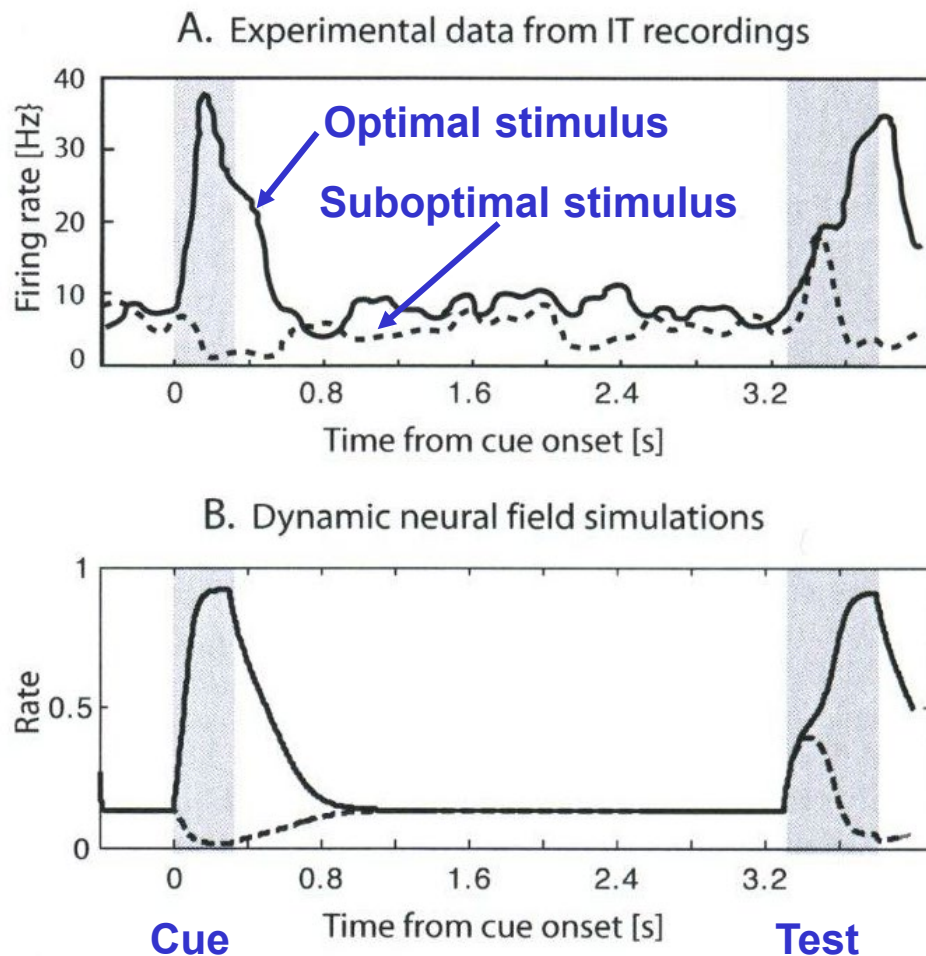 A. Experimental data from IT recordings
40
30
20
10
0
Firing rate [Hz}
Optimal stimulus
Suboptimal stimulus
0 0.8 1.6 2.4 3.2
Time from cue onset [s]
B. Dynamic neural field simulations
1
0.5
0
Rate
0 0.8 1.6 2.4 3.2
Time from cue onset [s]
Cue Test